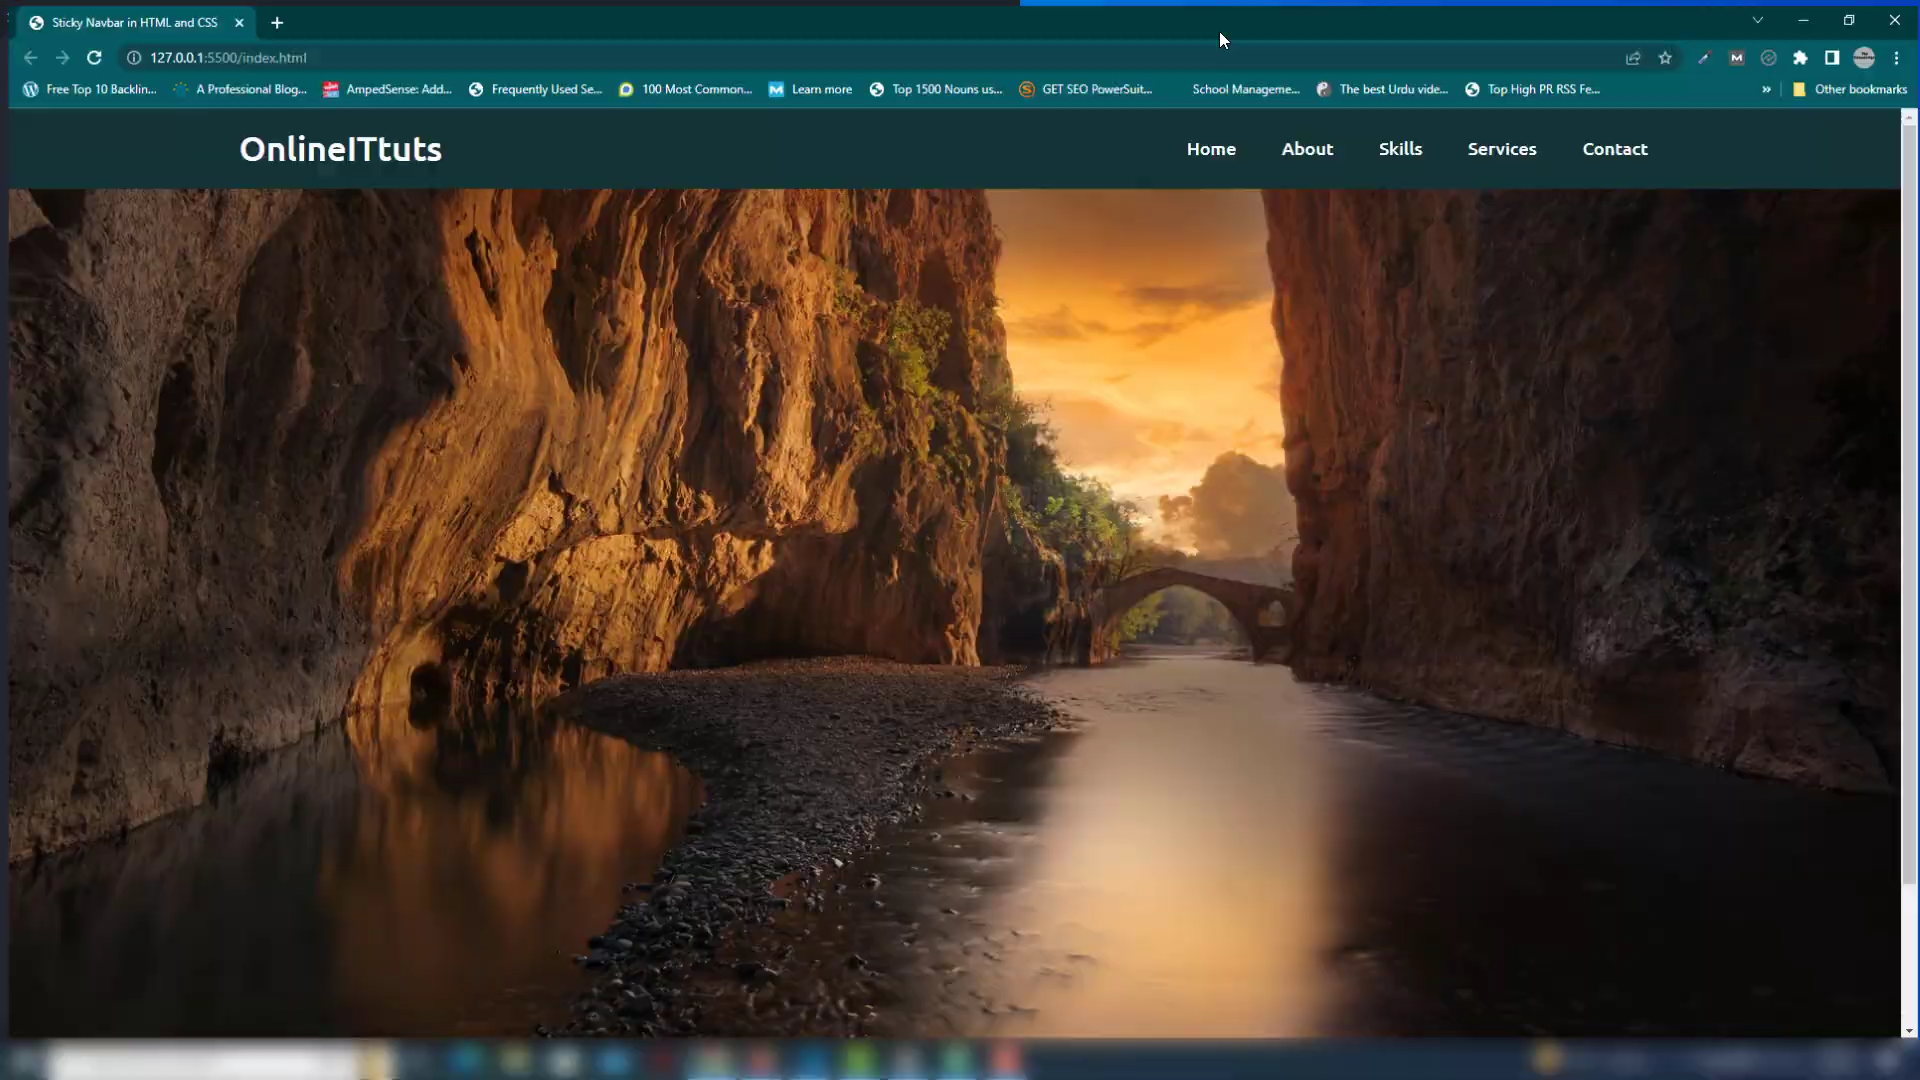 Sticky Navbar in HTML and CSS
127.0.0.1:5500/index.html
Free Top 10 Backlin... A Professional Blog... AmpedSense: Add... Frequently Used Se... 100 Most Common... Learn more Top 1500 Nouns us... GET SEO PowerSuit... School Manageme... The best Urdu vide... Top High PR RSS Fe... » Other bookmarks
OnlineITtuts Home About Skills Services Contact